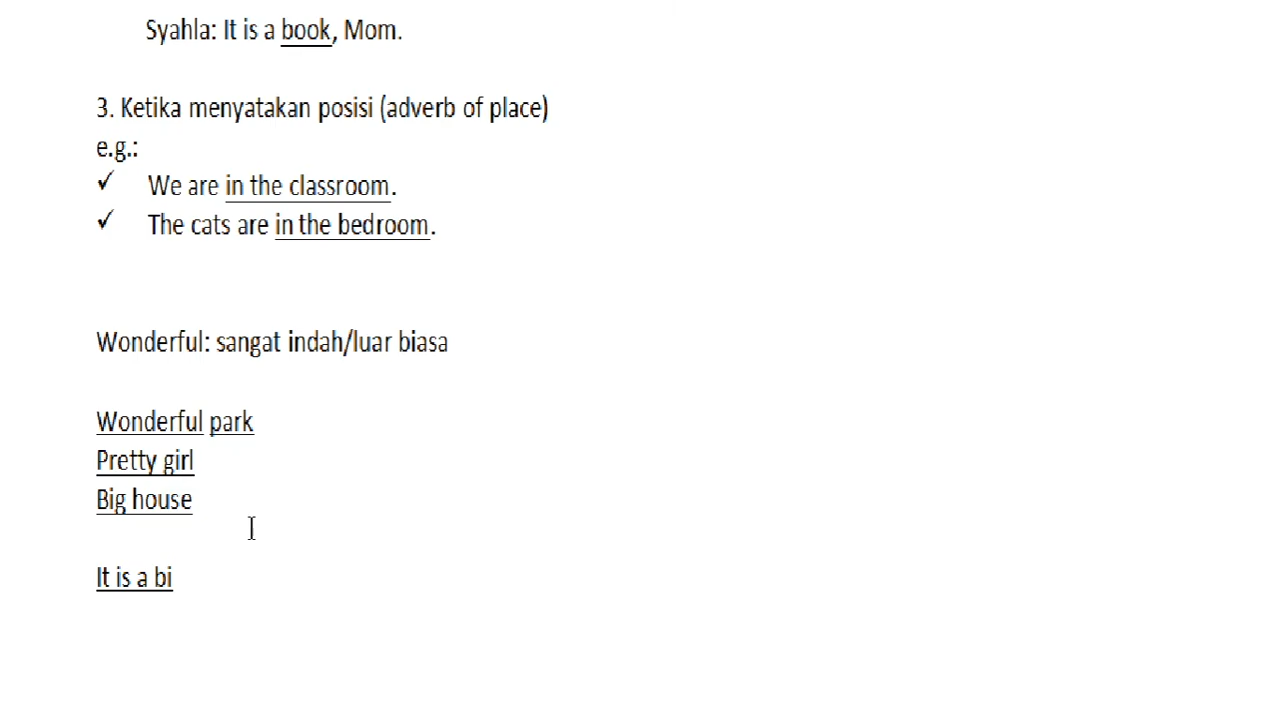 Syahla: It is a book, Mom.
3. Ketika menyatakan posisi (adverb of place)
e.g.:
✓ We are in the classroom.
✓ The cats are in the bedroom.
Wonderful: sangat indah/luar biasa
Wonderful park
Pretty girl
Big house
It is a bi